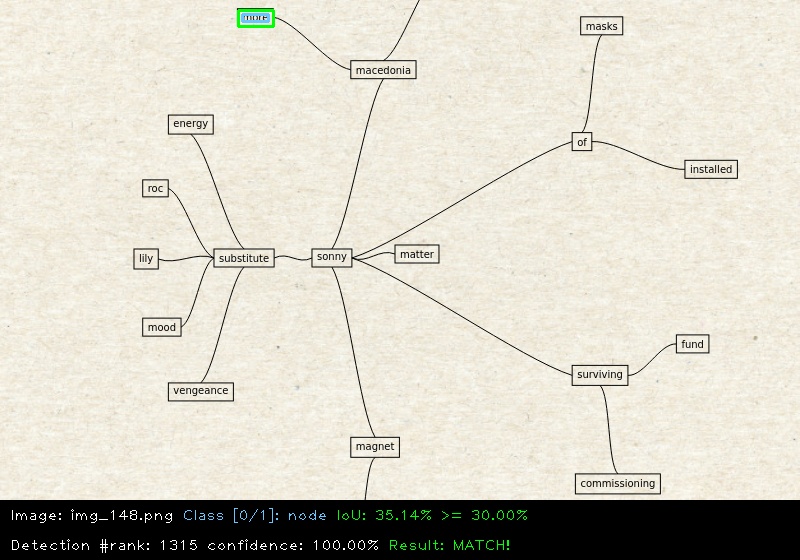 more
masks
macedonia
energy
of
installed
roc
matter
sonny
lily
substitute
mood
fund
surviving
vengeance
magnet
commissioning
Image: img_148.png Class [0/1]: node IoU: 35.14% >= 30.00%
Detection #rank: 1315 confidence: 100.00% Result: MATCH!